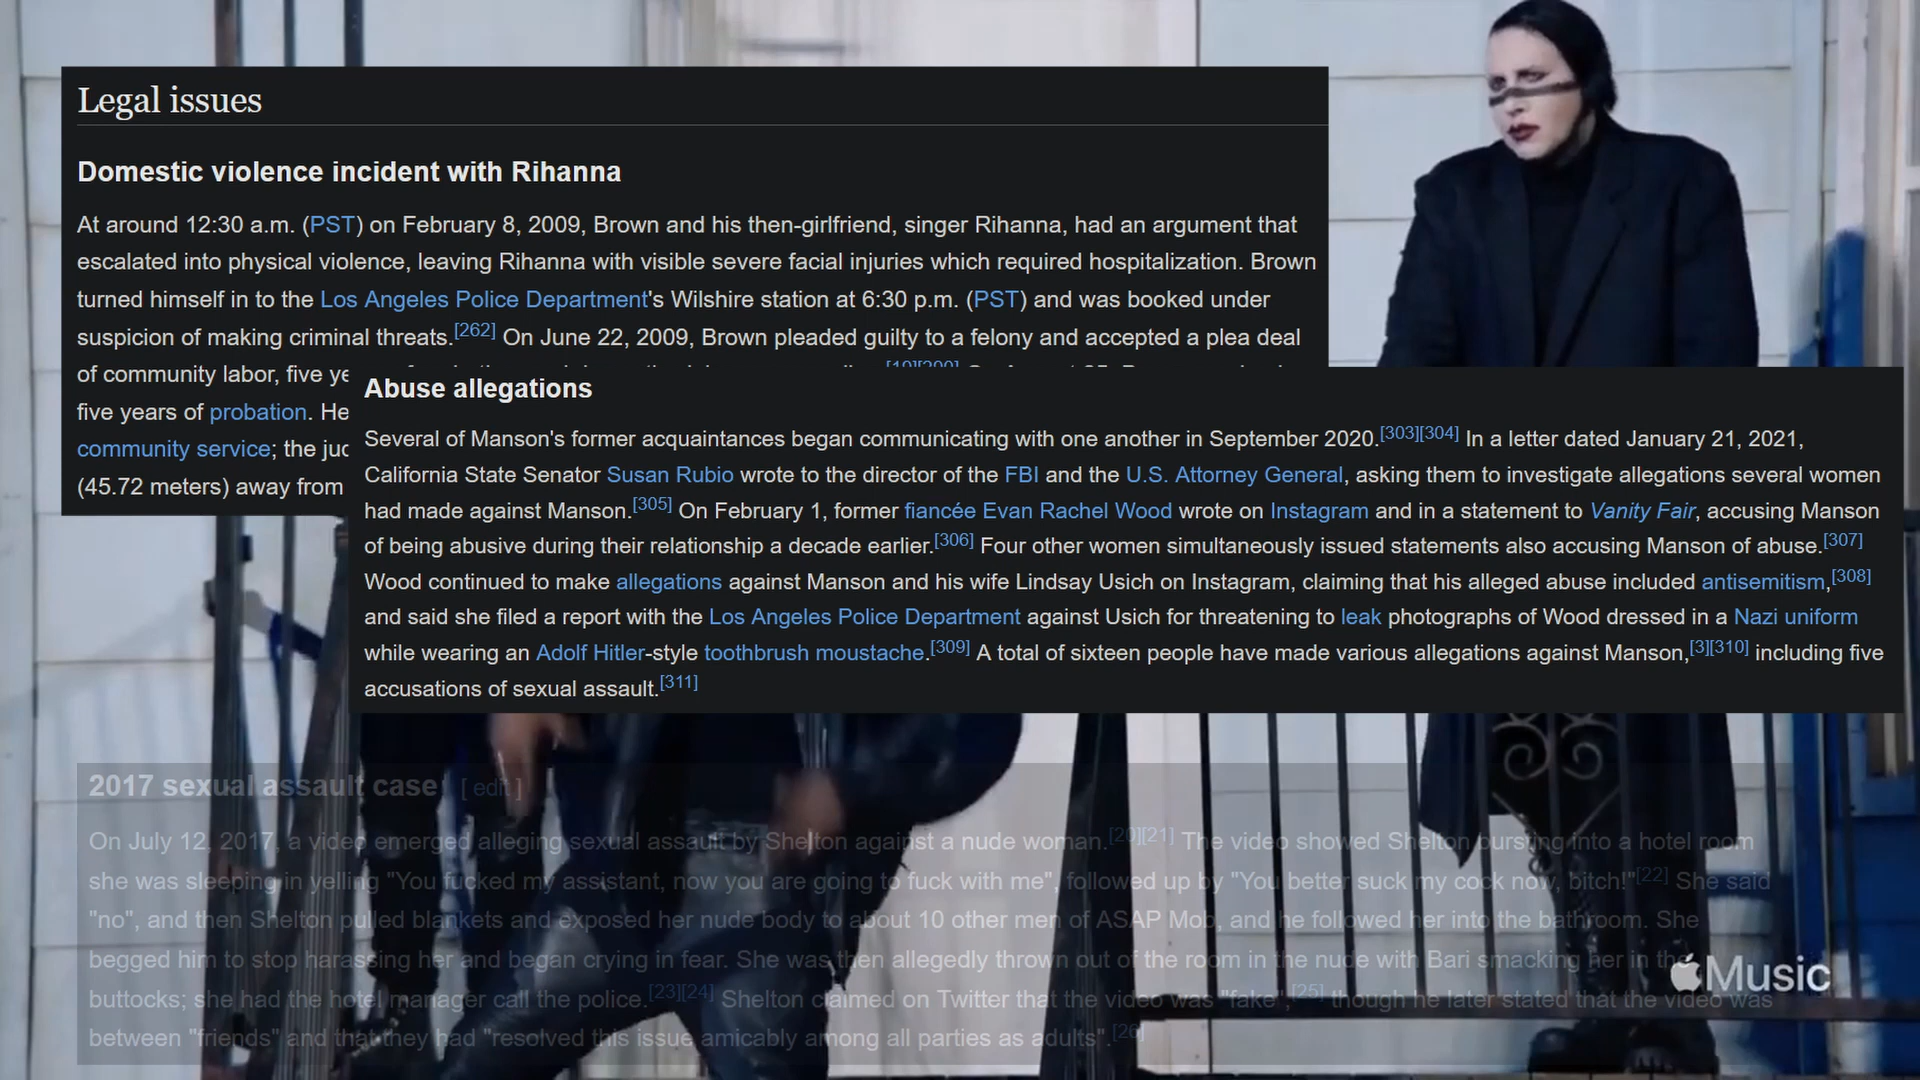 Legal issues
Domestic violence incident with Rihanna
At around 12:30 a.m. (PST) on February 8, 2009, Brown and his then-girlfriend, singer Rihanna, had an argument that
escalated into physical violence, leaving Rihanna with visible severe facial injuries which required hospitalization. Brown
turned himself in to the Los Angeles Police Department's Wilshire station at 6:30 p.m. (PST) and was booked under
suspicion of making criminal threats.[262] On June 22, 2009, Brown pleaded guilty to a felony and accepted a plea deal
of community labor, five ye
five years of probation. He
community service; the juc
(45.72 meters) away from
Abuse allegations
Several of Manson's former acquaintances began communicating with one another in September 2020.[303][304] In a letter dated January 21, 2021,
California State Senator Susan Rubio wrote to the director of the FBI and the U.S. Attorney General, asking them to investigate allegations several women
had made against Manson.[305] On February 1, former fiancée Evan Rachel Wood wrote on Instagram and in a statement to Vanity Fair, accusing Manson
of being abusive during their relationship a decade earlier.[306] Four other women simultaneously issued statements also accusing Manson of abuse.[307]
Wood continued to make allegations against Manson and his wife Lindsay Usich on Instagram, claiming that his alleged abuse included antisemitism,[308]
and said she filed a report with the Los Angeles Police Department against Usich for threatening to leak photographs of Wood dressed in a Nazi uniform
while wearing an Adolf Hitler-style toothbrush moustache.[309] A total of sixteen people have made various allegations against Manson,[3][310] including five
accusations of sexual assault.[311]
2017 sexual assault case [ edit ]
On July 12, 2017, a video emerged alleging sexual assault by Shelton against a nude woman.[20][21] The video showed Shelton bursting into a hotel room
she was sleeping in yelling "You fucked my assistant, now you are going to fuck with me", followed up by "You better suck my cock now, bitch!"[22] She said
"no", and then Shelton pulled blankets and exposed her nude body to about 10 other men of ASAP Mob, and he followed her into the bathroom. She
begged him to stop harassing her and began crying in fear. She was then allegedly thrown out of the room in the nude with Bari smacking her in the
buttocks; she had the hotel manager call the police.[23][24] Shelton claimed on Twitter that the video was "fake",[25] though he later stated that the video was
between "friends" and that they had "resolved this issue amicably among all parties as adults".[26]
Music